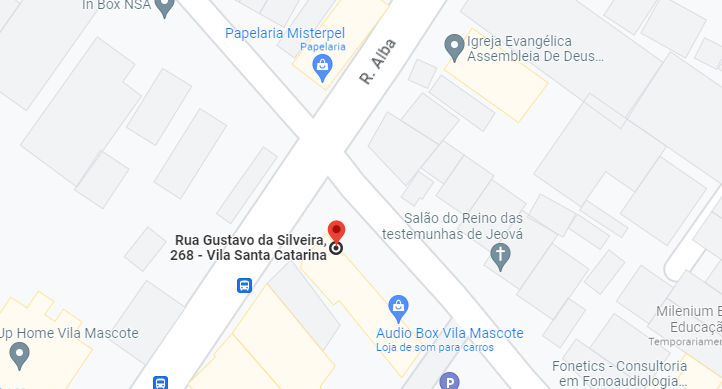 In Box NSA
Papelaria Misterpel
Papelaria
R. Alba
Igreja Evangélica
Assembleia De Deus...
Salão do Reino das
testemunhas de Jeová
Rua Gustavo da Silveira,
268 - Vila Santa Catarina
Up Home Vila Mascote
Audio Box Vila Mascote
Loja de som para carros
P
Milenium
Educação
Temporariamen
Fonetics - Consultoria
em Fonoaudiologia...